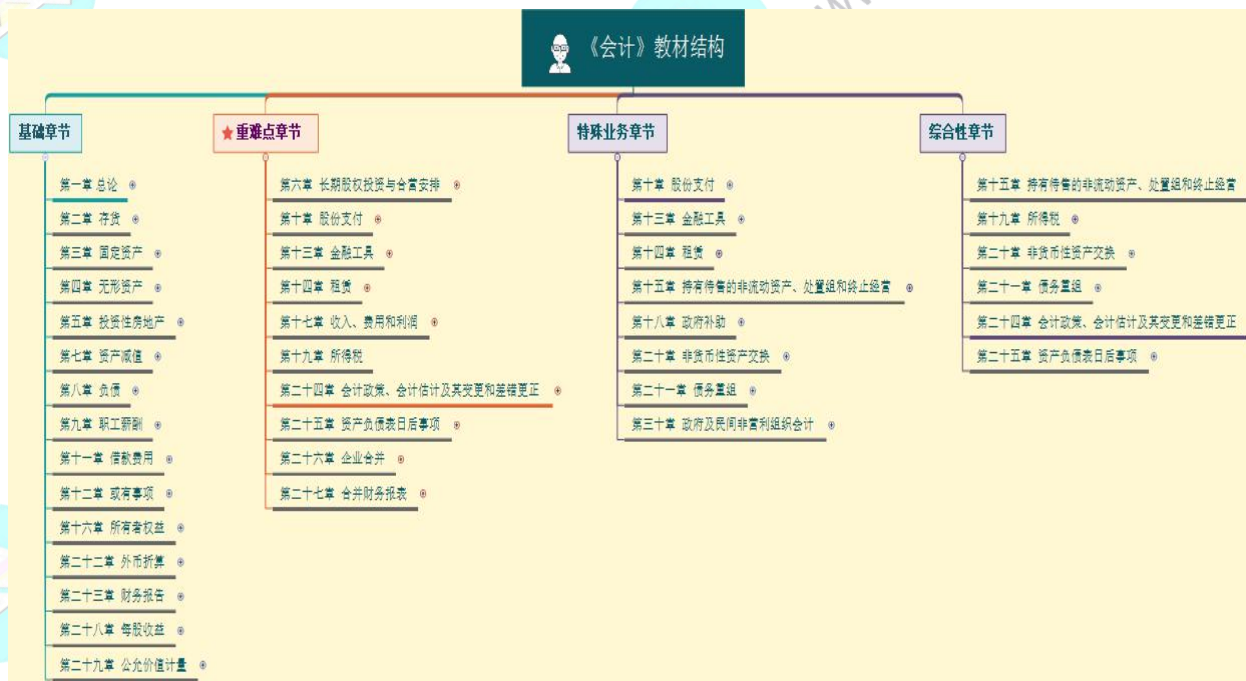 《会计》教材结构
基础章节
第一章 总论
第二章 存货
第三章 固定资产
第四章 无形资产
第五章 投资性房地产
第七章 资产减值
第八章 负债
第九章 职工薪酬
第十一章 借款费用
第十二章 或有事项
第十六章 所有者权益
第二十二章 外币折算
第二十三章 财务报告
第二十八章 每股收益
第二十九章 公允价值计量
重难点章节
第六章 长期股权投资与合营安排
第十章 股份支付
第十三章 金融工具
第十四章 租赁
第十七章 收入、费用和利润
第十九章 所得税
第二十四章 会计政策、会计估计及其变更和差错更正
第二十五章 资产负债表日后事项
第二十六章 企业合并
第二十七章 合并财务报表
特殊业务章节
第十章 股份支付
第十三章 金融工具
第十四章 租赁
第十五章 持有待售的非流动资产、处置组和终止经营
第十八章 政府补助
第二十章 非货币性资产交换
第二十一章 债务重组
第三十章 政府及民间非营利组织会计
综合性章节
第十五章 持有待售的非流动资产、处置组和终止经营
第十九章 所得税
第二十章 非货币性资产交换
第二十一章 债务重组
第二十四章 会计政策、会计估计及其变更和差错更正
第二十五章 资产负债表日后事项